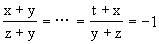 (x + y)/(z + y) = ··· = (t + x)/(y + z) = −1